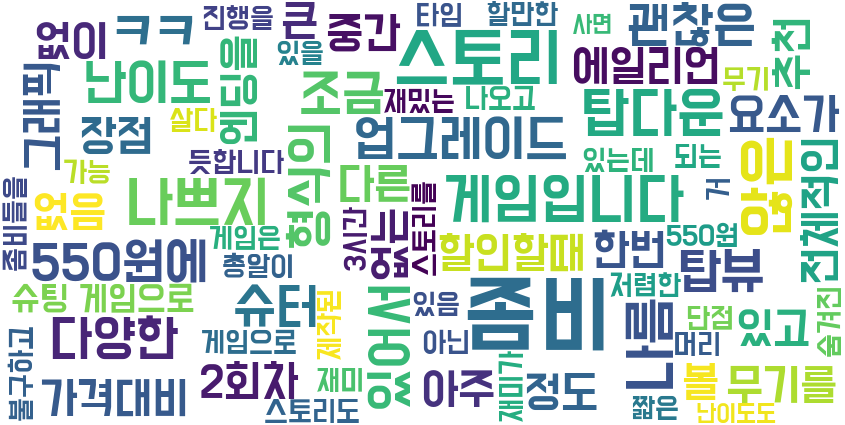 진행을 큰 타임 할만한
없이 ㅋㅋ 있을 중간 스토리 사면 괜찮은
난이도 엔딩을 에일리언 무기 추천
그래픽 살다 조금 재밌는 나오고 탑다운 요소가
장점 업그레이드
가능 듯합니다 형식의 다른 있는데 되는
없음 나쁘지 게임입니다 거 않은 전체적인
좀비들을 게임은 3시간 없는 스토리를 550원
550원에 총알이 할인할때 한번 탑뷰
슈팅 게임으로 슈터 있어서 있음 좀비 저렴한
다양한 제작된 나름 단점 있고 숨겨진
게임으로 아닌 머리
불구하고 가격대비 2회차 재미 아주 재미가 정도 봄 무기를
스토리도 짧은 난이도도